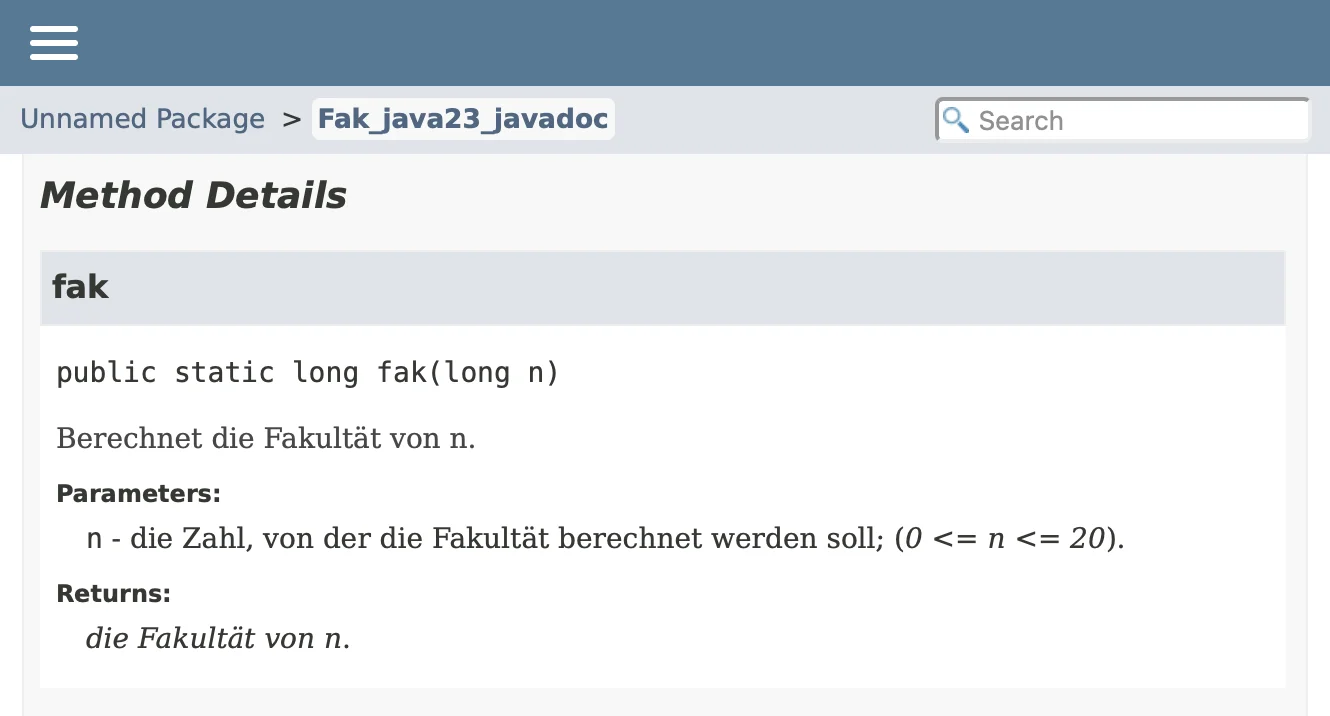 Unnamed Package > Fak_java23_javadoc Search
Method Details
fak
public static long fak(long n)
Berechnet die Fakultät von n.
Parameters:
n - die Zahl, von der die Fakultät berechnet werden soll; (0 <= n <= 20).
Returns:
die Fakultät von n.